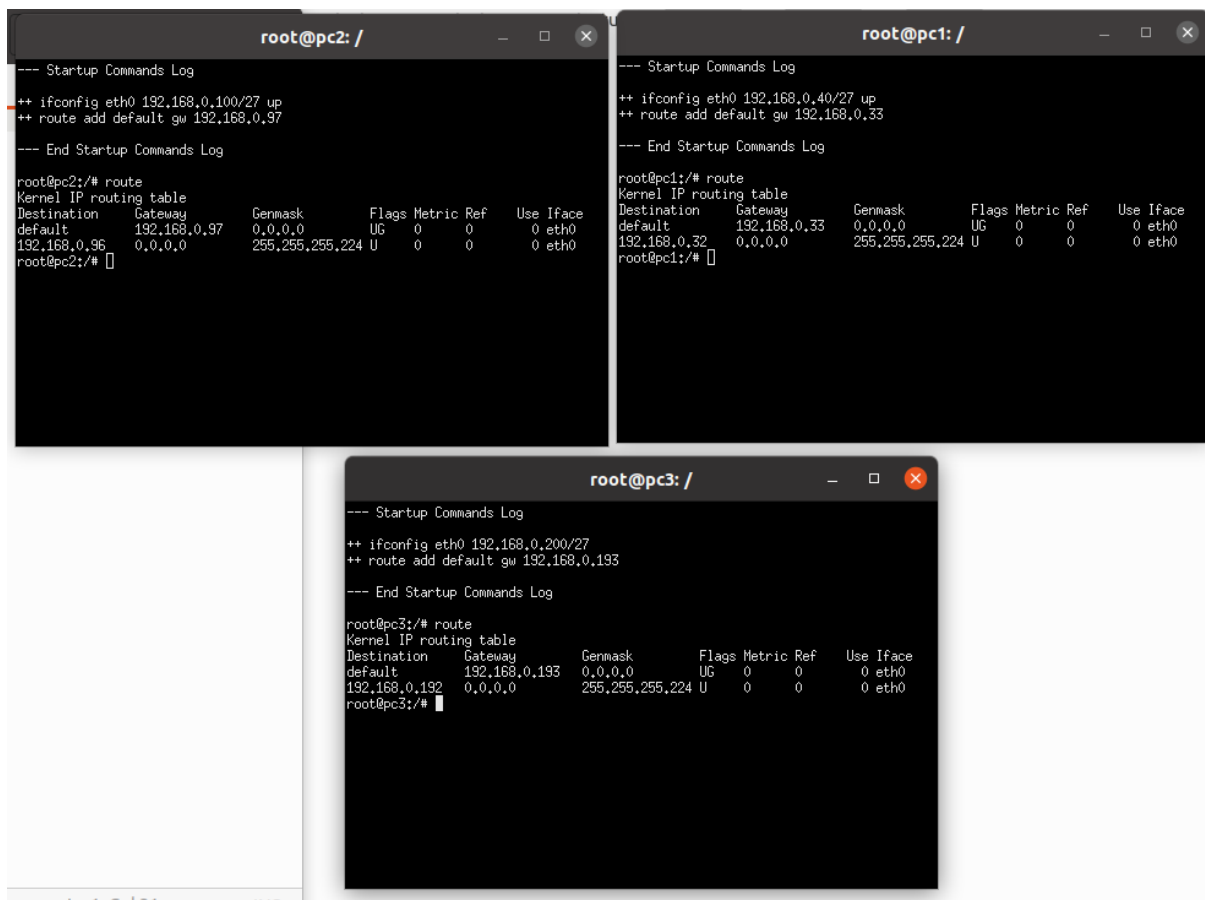 root@pc2: /
--- Startup Commands Log
++ ifconfig eth0 192.168.0.100/27 up
++ route add default gw 192.168.0.97
--- End Startup Commands Log
root@pc2:/# route
Kernel IP routing table
Destination Gateway Genmask Flags Metric Ref Use Iface
default 192.168.0.97 0.0.0.0 UG 0 0 0 eth0
192.168.0.96 0.0.0.0 255.255.255.224 U 0 0 0 eth0
root@pc2:/#
root@pc1: /
--- Startup Commands Log
++ ifconfig eth0 192.168.0.40/27 up
++ route add default gw 192.168.0.33
--- End Startup Commands Log
root@pc1:/# route
Kernel IP routing table
Destination Gateway Genmask Flags Metric Ref Use Iface
default 192.168.0.33 0.0.0.0 UG 0 0 0 eth0
192.168.0.32 0.0.0.0 255.255.255.224 U 0 0 0 eth0
root@pc1:/#
root@pc3: /
--- Startup Commands Log
++ ifconfig eth0 192.168.0.200/27
++ route add default gw 192.168.0.193
--- End Startup Commands Log
root@pc3:/# route
Kernel IP routing table
Destination Gateway Genmask Flags Metric Ref Use Iface
default 192.168.0.193 0.0.0.0 UG 0 0 0 eth0
192.168.0.192 0.0.0.0 255.255.255.224 U 0 0 0 eth0
root@pc3:/#